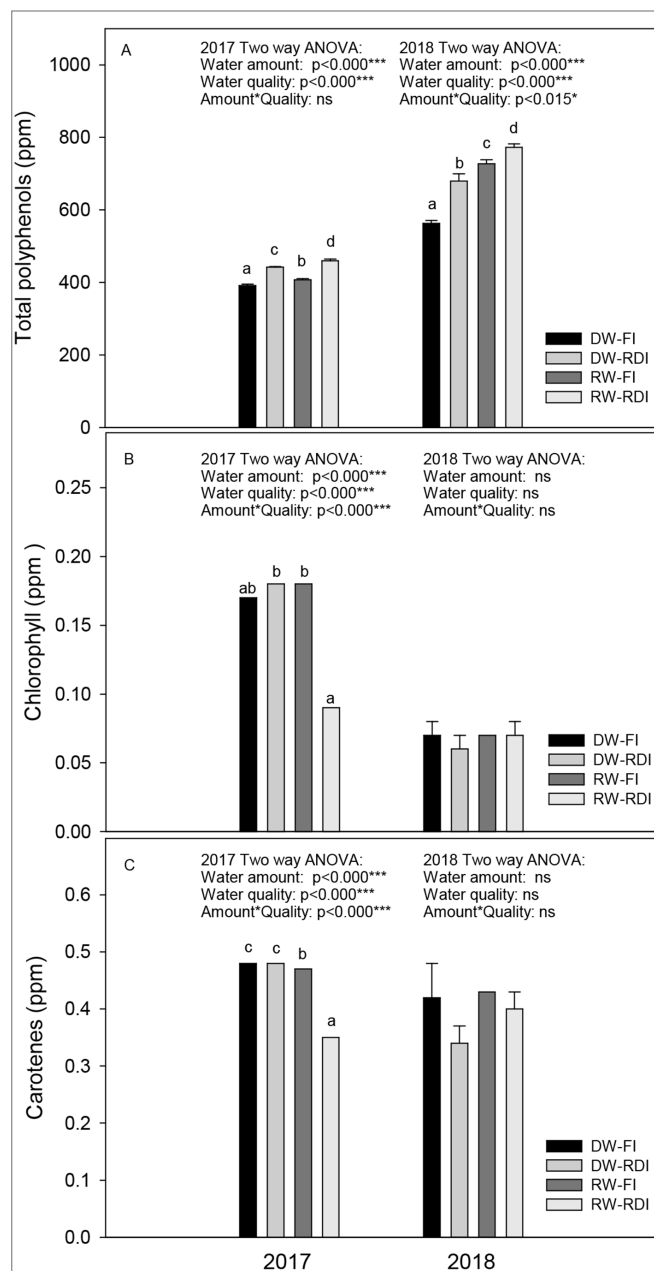 A
2017 Two way ANOVA:
Water amount:  p<0.000***
Water quality: p<0.000***
Amount*Quality: ns
2018 Two way ANOVA:
Water amount:  p<0.000***
Water quality: p<0.000***
Amount*Quality: p<0.015*
Total polyphenols (ppm)
1000
800
600
400
200
0
a
c
b
d
a
b
c
d
DW-FI
DW-RDI
RW-FI
RW-RDI
B
2017 Two way ANOVA:
Water amount:  p<0.000***
Water quality: p<0.000***
Amount*Quality: p<0.000***
2018 Two way ANOVA:
Water amount:  ns
Water quality: ns
Amount*Quality: ns
Chlorophyll (ppm )
0.25
0.20
0.15
0.10
0.05
0.00
ab
b
b
a
DW-FI
DW-RDI
RW-FI
RW-RDI
C
2017 Two way ANOVA:
Water amount:  p<0.000***
Water quality: p<0.000***
Amount*Quality: p<0.000***
2018 Two way ANOVA:
Water amount:  ns
Water quality: ns
Amount*Quality: ns
Carotenes (ppm)
0.6
0.5
0.4
0.3
0.2
0.1
0.0
c
c
b
a
DW-FI
DW-RDI
RW-FI
RW-RDI
2017
2018